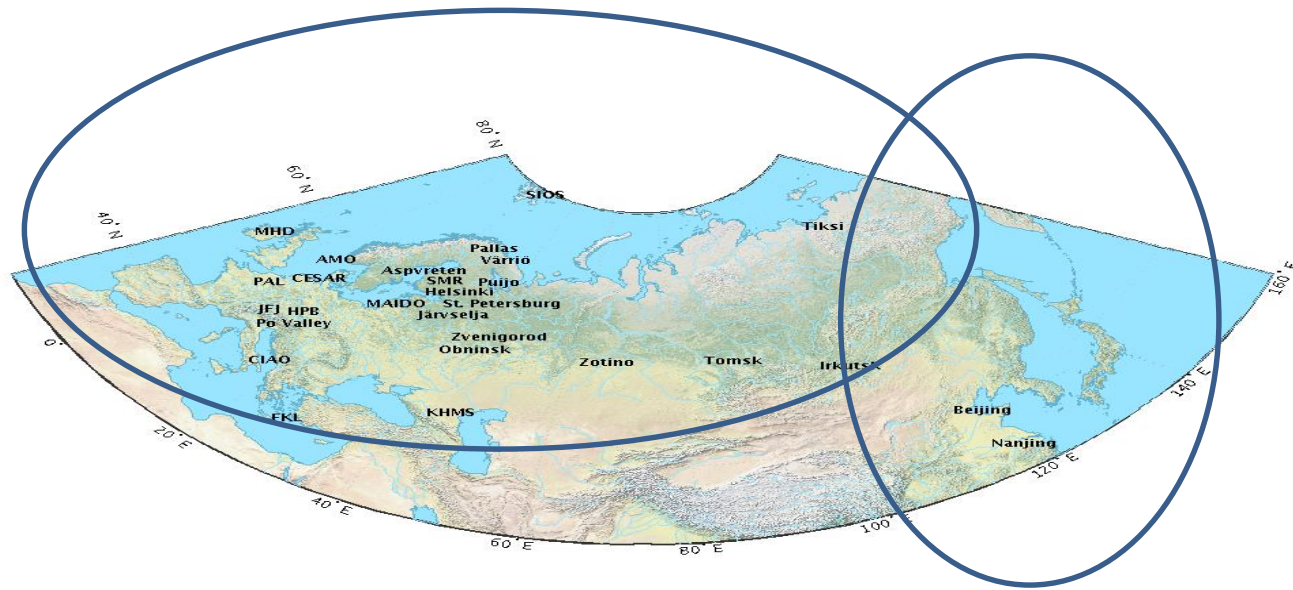 80° N
60° N
40° N
SIOS
MHD
Tiksi
Pallas
AMO
Värriö
Aspvreten
PAL
CESAR
SMR
Puijo
Helsinki
MAIDO
St. Petersburg
JFJ
HPB
Järvselja
Po Valley
Zvenigorod
Obninsk
CIAO
Zotino
Tomsk
Irkutsk
FKL
KHMS
Beijing
Nanjing
0°
20° E
40° E
60° E
80° E
100° E
120° E
140° E
160° E